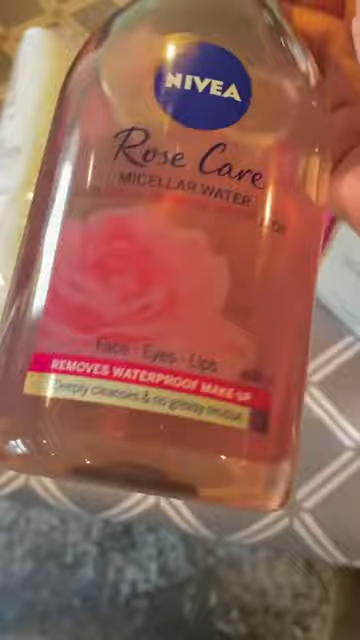 NIVEA
Rose Care
MICELLAR WATER
Face · Eyes · Lips
REMOVES WATERPROOF MAKE-UP
Deeply cleanses & no greasy residue